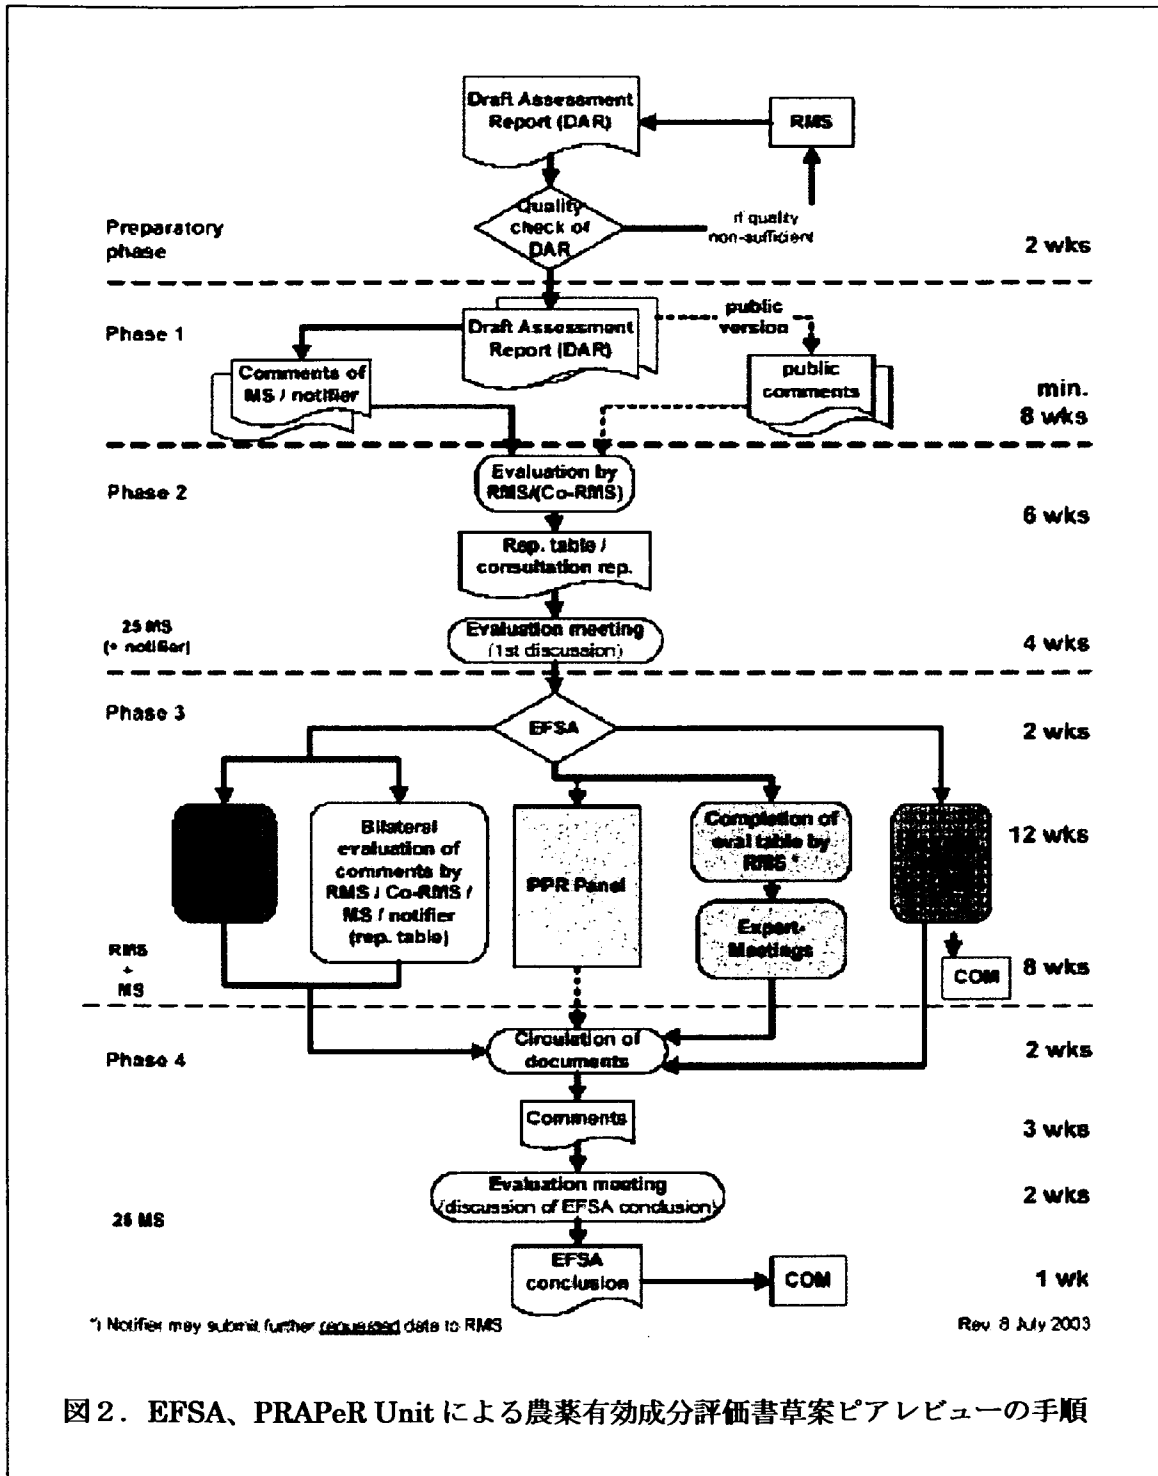 Draft Assessment
Report (DAR)
RMS
Quality
check of
DAR
if quality
non-sufficient
Preparatory
phase
2 wks
Phase 1
Draft Assessment
Report (DAR)
public
version
Comments of
MS / notifier
public
comments
min.
8 wks
Phase 2
Evaluation by
RMS/(Co-RMS)
6 wks
Rep. table /
consultation rep.
25 MS
(+ notifier)
Evaluation meeting
(1st discussion)
4 wks
Phase 3
EFSA
2 wks
Bilateral
evaluation of
comments by
RMS / Co-RMS /
MS / notifier
(rep. table)
PPR Panel
Completion of
eval table by
RMS *
12 wks
Expert-
Meetings
RMS
+
MS
COM
8 wks
Phase 4
Circulation of
documents
2 wks
Comments
3 wks
Evaluation meeting
(discussion of EFSA conclusion)
2 wks
25 MS
EFSA
conclusion
COM
1 wk
*) Notifier may submit further requested data to RMS
Rev. 8 July 2003
図2．EFSA、PRAPeR Unit による農薬有効成分評価書草案ピアレビューの手順